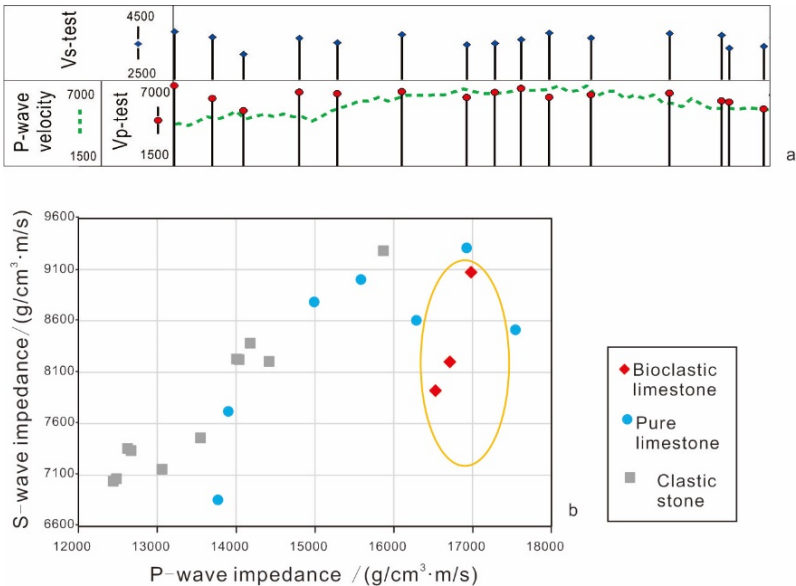 4500
Vs-test
2500
7000
P-wave
velocity
1500
7000
Vp-test
1500
a
S-wave impedance/(g/cm³·m/s)
9600
9100
8600
8100
7600
7100
6600
12000 13000 14000 15000 16000 17000 18000
P-wave impedance /(g/cm³·m/s)
b
Bioclastic
limestone
Pure
limestone
Clastic
stone